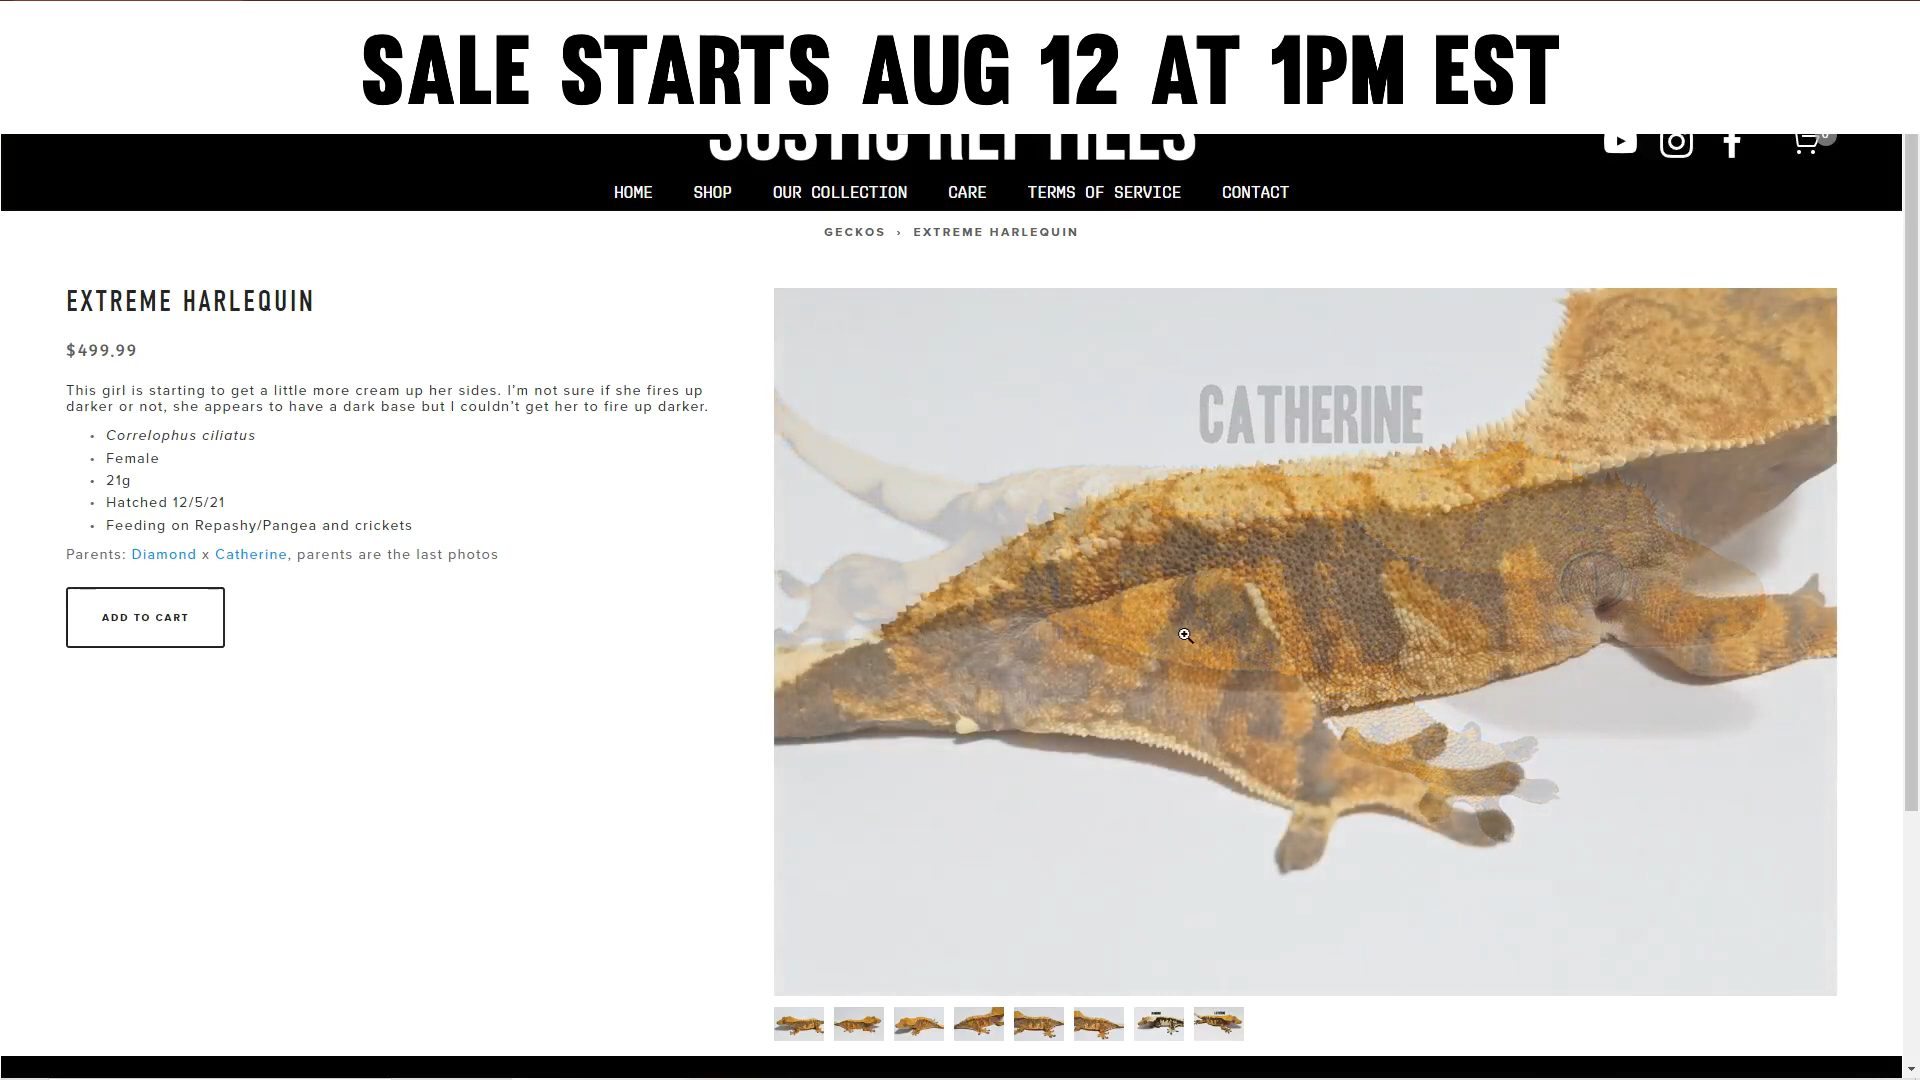 SALE STARTS AUG 12 AT 1PM EST
HOME SHOP OUR COLLECTION CARE TERMS OF SERVICE CONTACT
GECKOS › EXTREME HARLEQUIN
EXTREME HARLEQUIN
$499.99
This girl is starting to get a little more cream up her sides. I'm not sure if she fires up
darker or not, she appears to have a dark base but I couldn't get her to fire up darker.
• Correlophus ciliatus
• Female
• 21g
• Hatched 12/5/21
• Feeding on Repashy/Pangea and crickets
Parents: Diamond x Catherine, parents are the last photos
ADD TO CART
CATHERINE